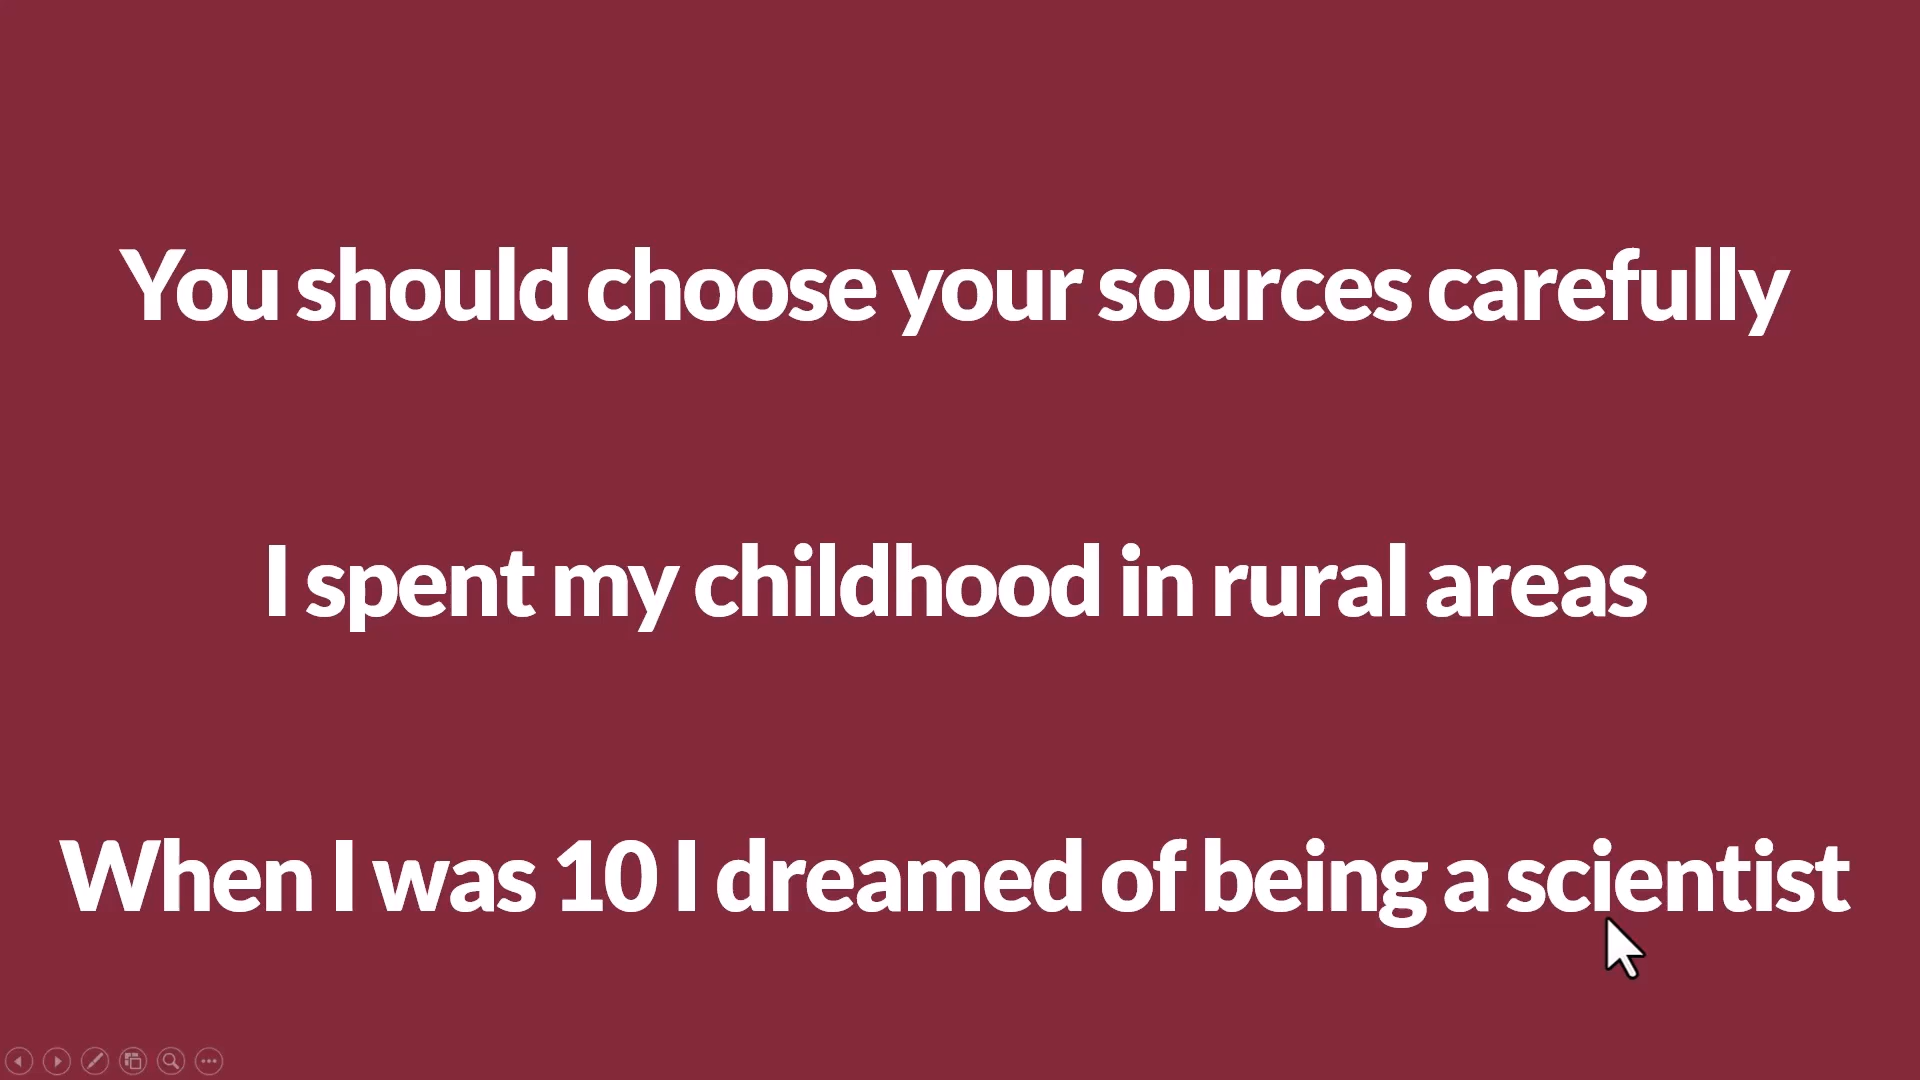 You should choose your sources carefully
I spent my childhood in rural areas
When I was 10 I dreamed of being a scientist